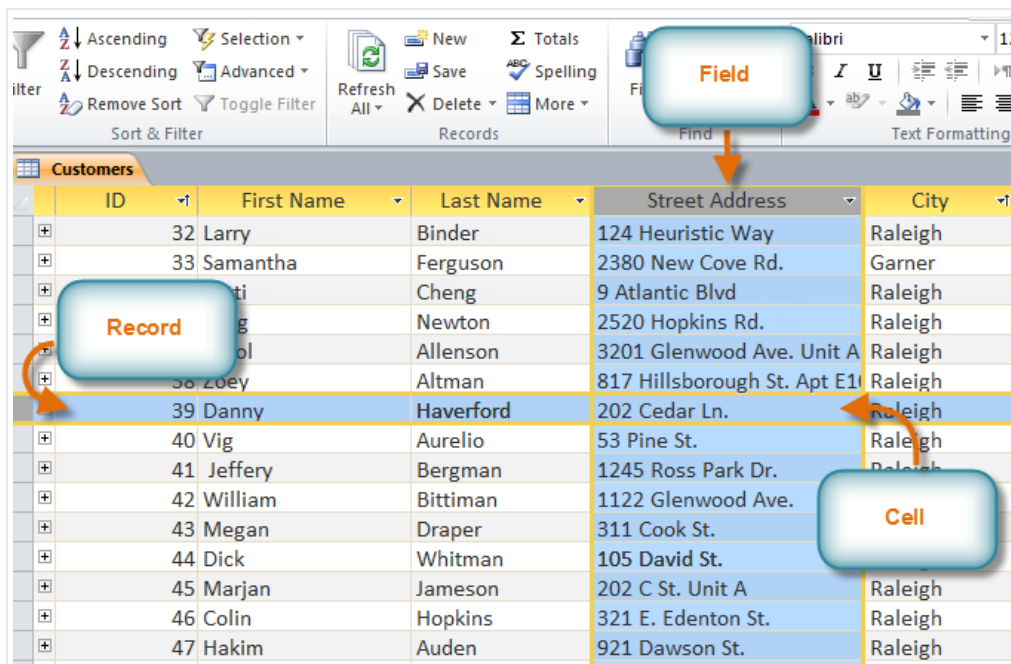 Ascending Selection New Σ Totals
Descending Advanced Save Spelling
Remove Sort Toggle Filter Refresh All Delete More
Sort & Filter Records Find Text Formatting
I U
Field
Customers
ID First Name Last Name Street Address City
32 Larry Binder 124 Heuristic Way Raleigh
33 Samantha Ferguson 2380 New Cove Rd. Garner
Cheng 9 Atlantic Blvd Raleigh
Newton 2520 Hopkins Rd. Raleigh
Allenson 3201 Glenwood Ave. Unit A Raleigh
38 Zoey Altman 817 Hillsborough St. Apt Raleigh
Record
39 Danny Haverford 202 Cedar Ln. Raleigh
40 Vig Aurelio 53 Pine St. Raleigh
41 Jeffery Bergman 1245 Ross Park Dr. Raleigh
42 William Bittiman 1122 Glenwood Ave.
43 Megan Draper 311 Cook St.
Cell
44 Dick Whitman 105 David St.
45 Marjan Jameson 202 C St. Unit A Raleigh
46 Colin Hopkins 321 E. Edenton St. Raleigh
47 Hakim Auden 921 Dawson St. Raleigh